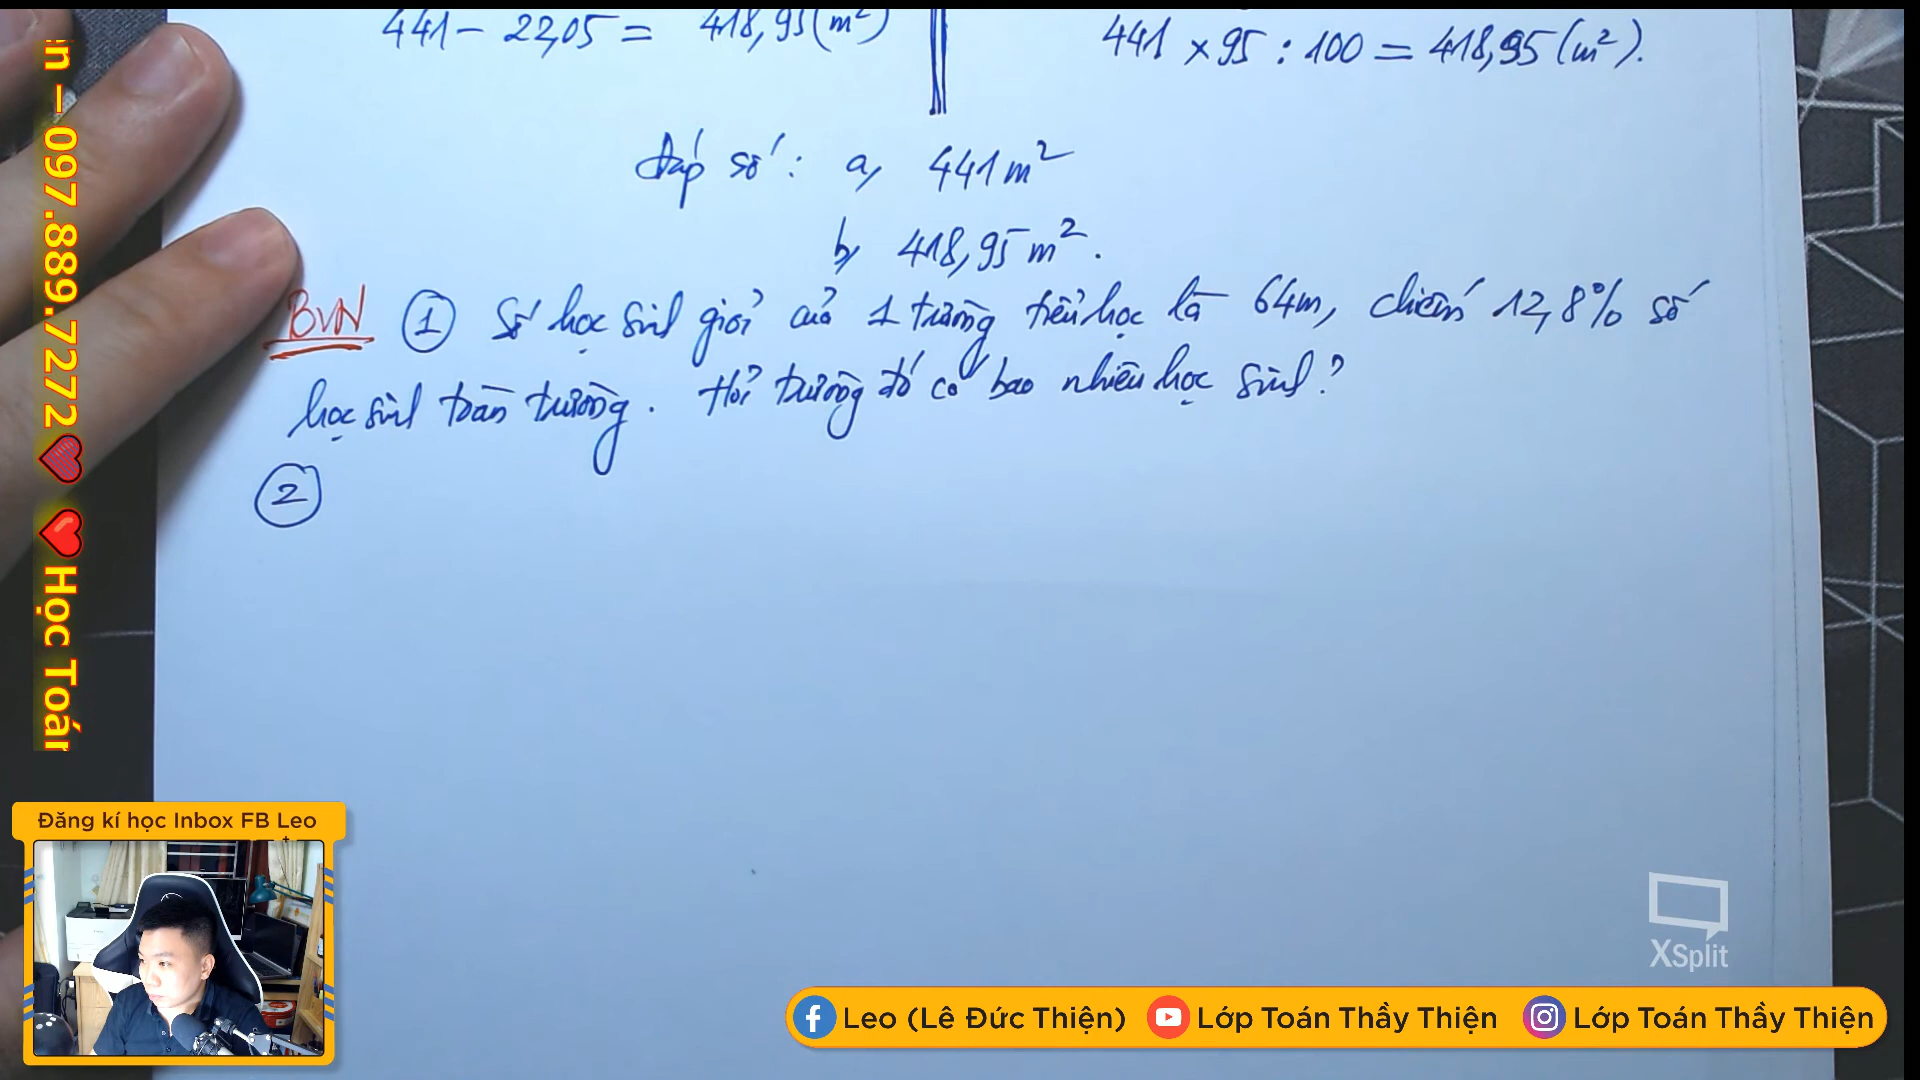 441 - 22,05 = 418,95 (m²)
441 x 95 : 100 = 418,95 (m²).
Đáp số : a, 441 m²
b, 418,95 m².
BVN ① Số học sinh giỏi của 1 trường tiểu học là 64m, chiếm 12,8% số
học sinh toàn trường. Hỏi trường đó có bao nhiêu học sinh?
②
n – 097.889.7272 ❤ ❤ Học Toán
Đăng kí học Inbox FB Leo
XSplit
Leo (Lê Đức Thiện) Lớp Toán Thầy Thiện Lớp Toán Thầy Thiện